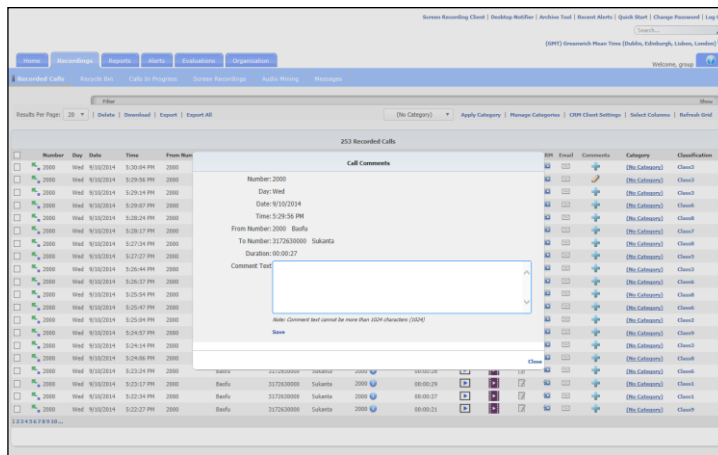 Screen Recording Client | Desktop Notifier | Archive Tool | Recent Alerts | Quick Start | Change Password | Log
Search...
(GMT) Greenwich Mean Time (Dublin, Edinburgh, Lisbon, London)
Home Recordings Reports Alerts Evaluations Organization
Welcome, group
Recorded Calls Recycle Bin Calls In Progress Screen Recordings Audio Mining Messages
Filter Show
Results Per Page: 20 | Delete | Download | Export | Export All (No Category) Apply Category | Manage Categories | CRM Client Settings | Select Columns | Refresh Grid
253 Recorded Calls
Number Day Date Time From Num RM Email Comments Category Classification
2000 Wed 9/10/2014 5:30:04 PM 2000 (No Category)
2000 Wed 9/10/2014 5:29:56 PM 2000 (No Category)
2000 Wed 9/10/2014 5:29:14 PM 2000 (No Category)
2000 Wed 9/10/2014 5:29:07 PM 2000 (No Category)
2000 Wed 9/10/2014 5:28:24 PM 2000 (No Category)
2000 Wed 9/10/2014 5:28:17 PM 2000 (No Category)
2000 Wed 9/10/2014 5:27:34 PM 2000 (No Category)
2000 Wed 9/10/2014 5:27:27 PM 2000 (No Category)
2000 Wed 9/10/2014 5:26:44 PM 2000 (No Category)
2000 Wed 9/10/2014 5:26:37 PM 2000 (No Category)
2000 Wed 9/10/2014 5:25:54 PM 2000 (No Category)
2000 Wed 9/10/2014 5:25:47 PM 2000 (No Category)
2000 Wed 9/10/2014 5:25:04 PM 2000 (No Category)
2000 Wed 9/10/2014 5:24:57 PM 2000 (No Category)
2000 Wed 9/10/2014 5:24:14 PM 2000 (No Category)
2000 Wed 9/10/2014 5:24:06 PM 2000 (No Category)
2000 Wed 9/10/2014 5:23:24 PM 2000 Baofu 3172630000 Sukanta 2000 00:00:28 (No Category)
2000 Wed 9/10/2014 5:23:17 PM 2000 Baofu 3172630000 Sukanta 2000 00:00:29 (No Category) Class1
2000 Wed 9/10/2014 5:22:34 PM 2000 Baofu 3172630000 Sukanta 2000 00:00:27 (No Category) Class1
2000 Wed 9/10/2014 5:22:27 PM 2000 Baofu 3172630000 Sukanta 2000 00:00:21 (No Category)
1 2 3 4 5 6 7 8 9 10 ...
Call Comments
Number: 2000
Day: Wed
Date: 9/10/2014
Time: 5:29:56 PM
From Number: 2000 Baofu
To Number: 3172630000 Sukanta
Duration: 00:00:27
Comment Text
Note: Comment text cannot be more than 1024 characters (1024)
Save
Close